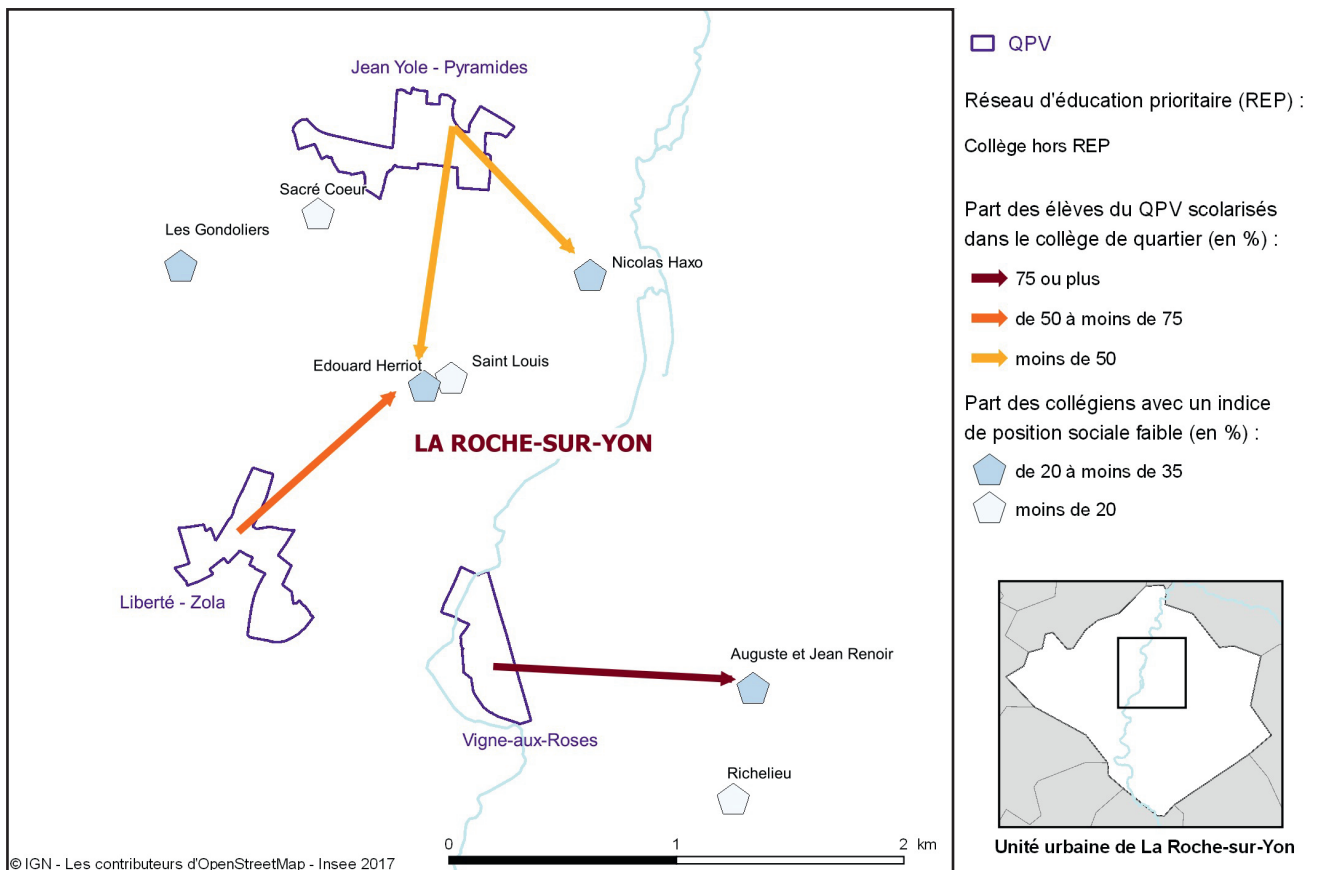 Jean Yole - Pyramides
Sacré Coeur
Les Gondoliers
Nicolas Haxo
Edouard Herriot
Saint Louis
LA ROCHE-SUR-YON
Liberté - Zola
Auguste et Jean Renoir
Vigne-aux-Roses
Richelieu
0 1 2 km
© IGN - Les contributeurs d'OpenStreetMap - Insee 2017
QPV
Réseau d'éducation prioritaire (REP) :
Collège hors REP
Part des élèves du QPV scolarisés
dans le collège de quartier (en %) :
75 ou plus
de 50 à moins de 75
moins de 50
Part des collégiens avec un indice
de position sociale faible (en %) :
de 20 à moins de 35
moins de 20
Unité urbaine de La Roche-sur-Yon